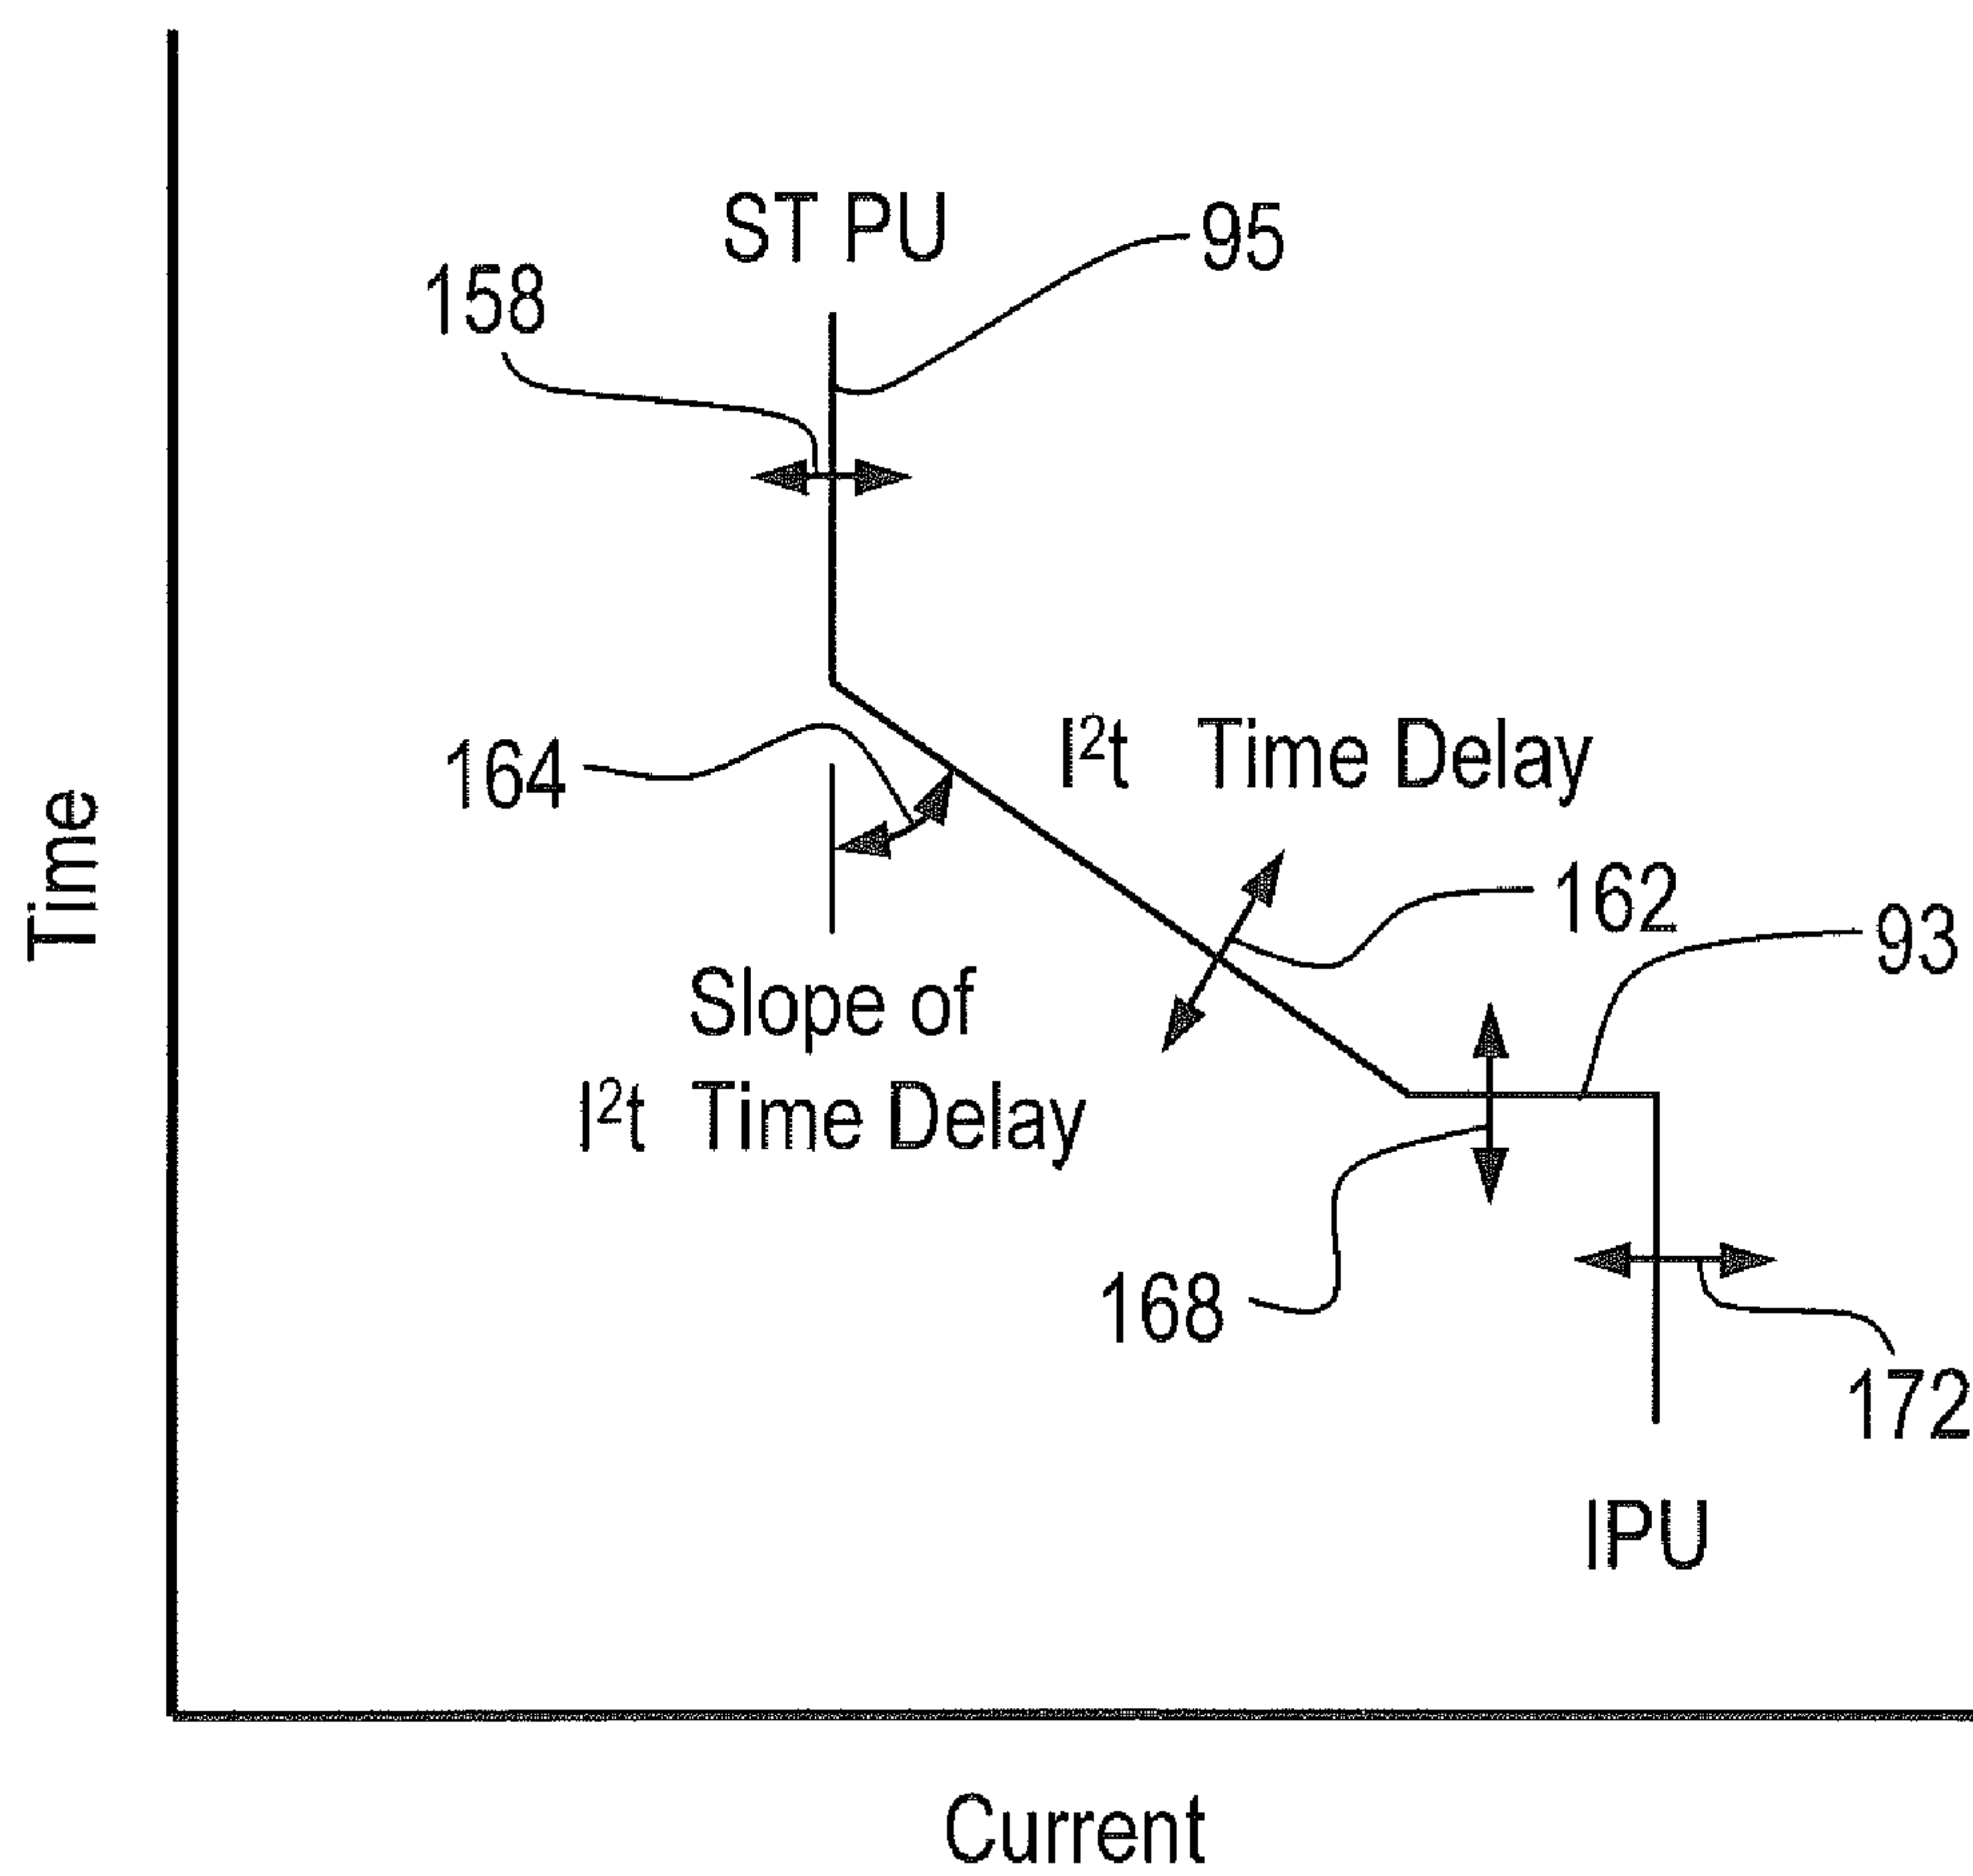 ST PU
95
158
I²t Time Delay
164
162
93
Time
Slope of
I²t Time Delay
168
172
IPU
Current